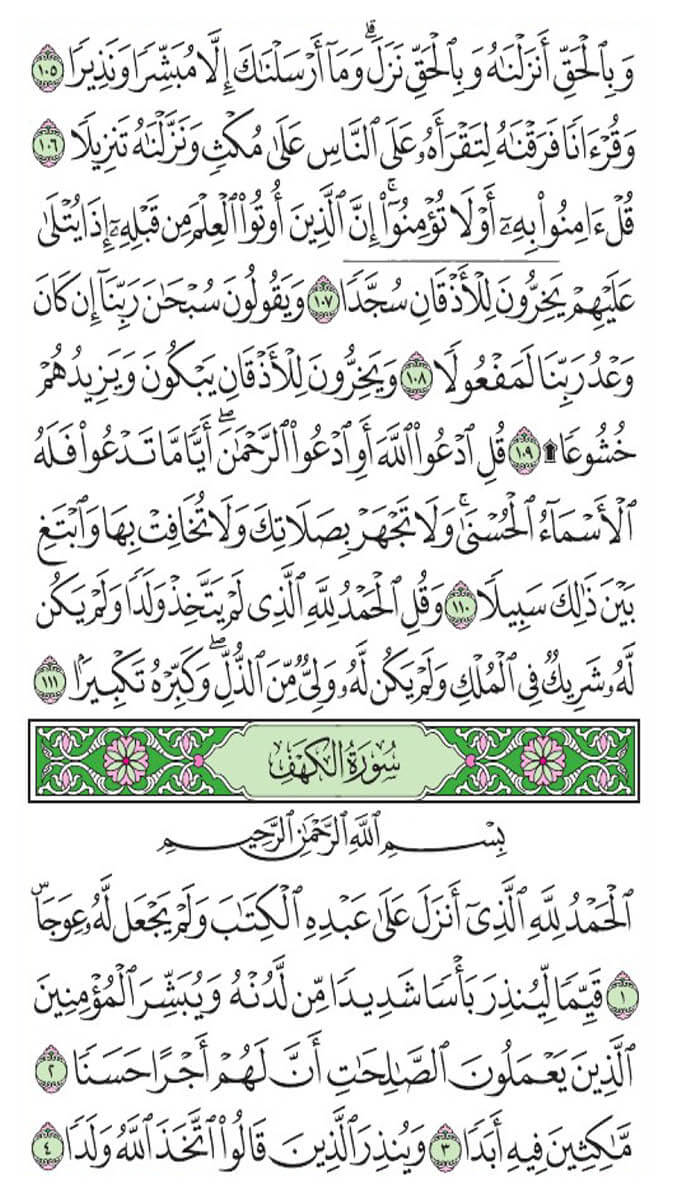 وَبِٱلْحَقِّ أَنزَلْنَٰهُ وَبِٱلْحَقِّ نَزَلَۗ وَمَآ أَرْسَلْنَٰكَ إِلَّا مُبَشِّرًا وَنَذِيرًا ١٠٥
وَقُرْءَانًا فَرَقْنَٰهُ لِتَقْرَأَهُۥ عَلَى ٱلنَّاسِ عَلَىٰ مُكْثٍ وَنَزَّلْنَٰهُ تَنزِيلًا ١٠٦
قُلْ ءَامِنُوا۟ بِهِۦٓ أَوْ لَا تُؤْمِنُوٓا۟ۚ إِنَّ ٱلَّذِينَ أُوتُوا۟ ٱلْعِلْمَ مِن قَبْلِهِۦٓ إِذَا يُتْلَىٰ
عَلَيْهِمْ يَخِرُّونَ لِلْأَذْقَانِ سُجَّدًا ١٠٧ وَيَقُولُونَ سُبْحَٰنَ رَبِّنَآ إِن كَانَ
وَعْدُ رَبِّنَا لَمَفْعُولًا ١٠٨ وَيَخِرُّونَ لِلْأَذْقَانِ يَبْكُونَ وَيَزِيدُهُمْ
خُشُوعًا۩ ١٠٩ قُلِ ٱدْعُوا۟ ٱللَّهَ أَوِ ٱدْعُوا۟ ٱلرَّحْمَٰنَۖ أَيًّا مَّا تَدْعُوا۟ فَلَهُ
ٱلْأَسْمَآءُ ٱلْحُسْنَىٰۚ وَلَا تَجْهَرْ بِصَلَاتِكَ وَلَا تُخَافِتْ بِهَا وَٱبْتَغِ
بَيْنَ ذَٰلِكَ سَبِيلًا ١١٠ وَقُلِ ٱلْحَمْدُ لِلَّهِ ٱلَّذِى لَمْ يَتَّخِذْ وَلَدًا وَلَمْ يَكُن
لَّهُۥ شَرِيكٌ فِى ٱلْمُلْكِ وَلَمْ يَكُن لَّهُۥ وَلِىٌّ مِّنَ ٱلذُّلِّۖ وَكَبِّرْهُ تَكْبِيرًۢا ١١١
سُورَةُ الكَهْفِ
بِسْمِ ٱللَّهِ ٱلرَّحْمَٰنِ ٱلرَّحِيمِ
ٱلْحَمْدُ لِلَّهِ ٱلَّذِىٓ أَنزَلَ عَلَىٰ عَبْدِهِ ٱلْكِتَٰبَ وَلَمْ يَجْعَل لَّهُۥ عِوَجَاۜ
١ قَيِّمًا لِّيُنذِرَ بَأْسًا شَدِيدًا مِّن لَّدُنْهُ وَيُبَشِّرَ ٱلْمُؤْمِنِينَ
ٱلَّذِينَ يَعْمَلُونَ ٱلصَّٰلِحَٰتِ أَنَّ لَهُمْ أَجْرًا حَسَنًا ٢
مَّٰكِثِينَ فِيهِ أَبَدًا ٣ وَيُنذِرَ ٱلَّذِينَ قَالُوا۟ ٱتَّخَذَ ٱللَّهُ وَلَدًا ٤